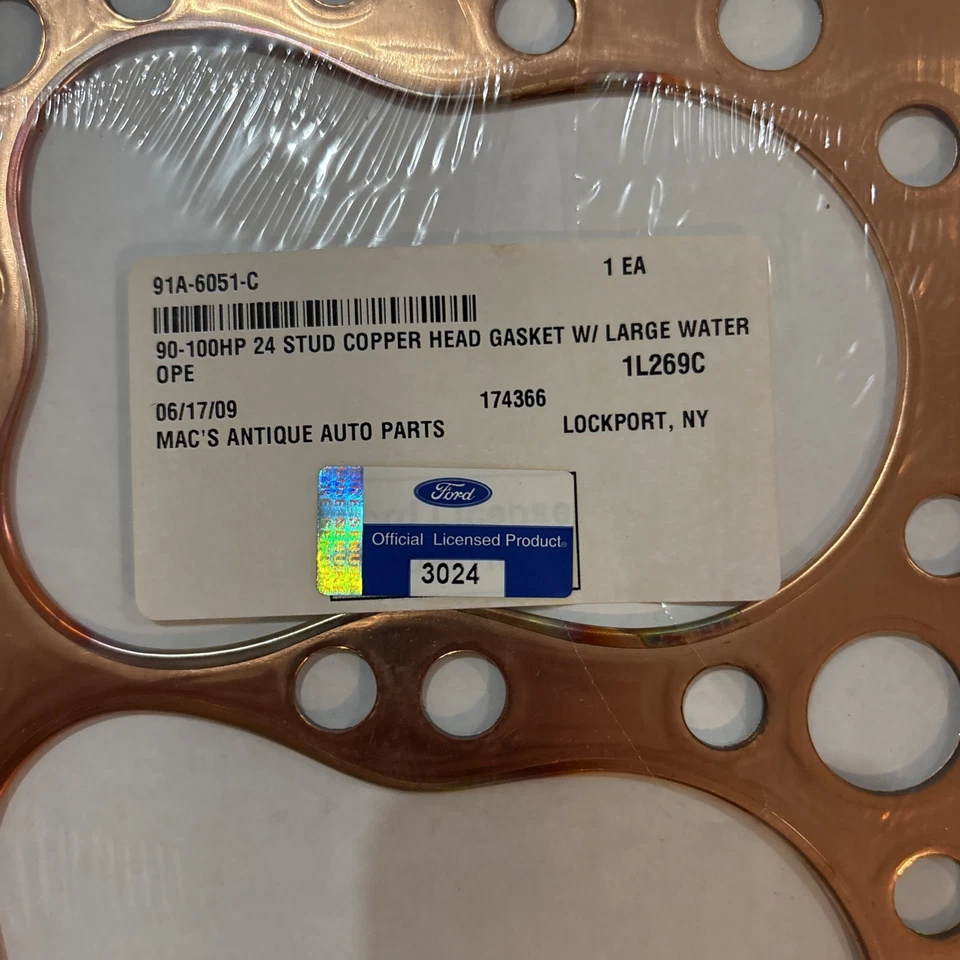 91A-6051-C 1 EA
90-100HP 24 STUD COPPER HEAD GASKET W/ LARGE WATER
OPE 1L269C
06/17/09 174366
MAC'S ANTIQUE AUTO PARTS LOCKPORT, NY
Ford
Official Licensed Product
3024